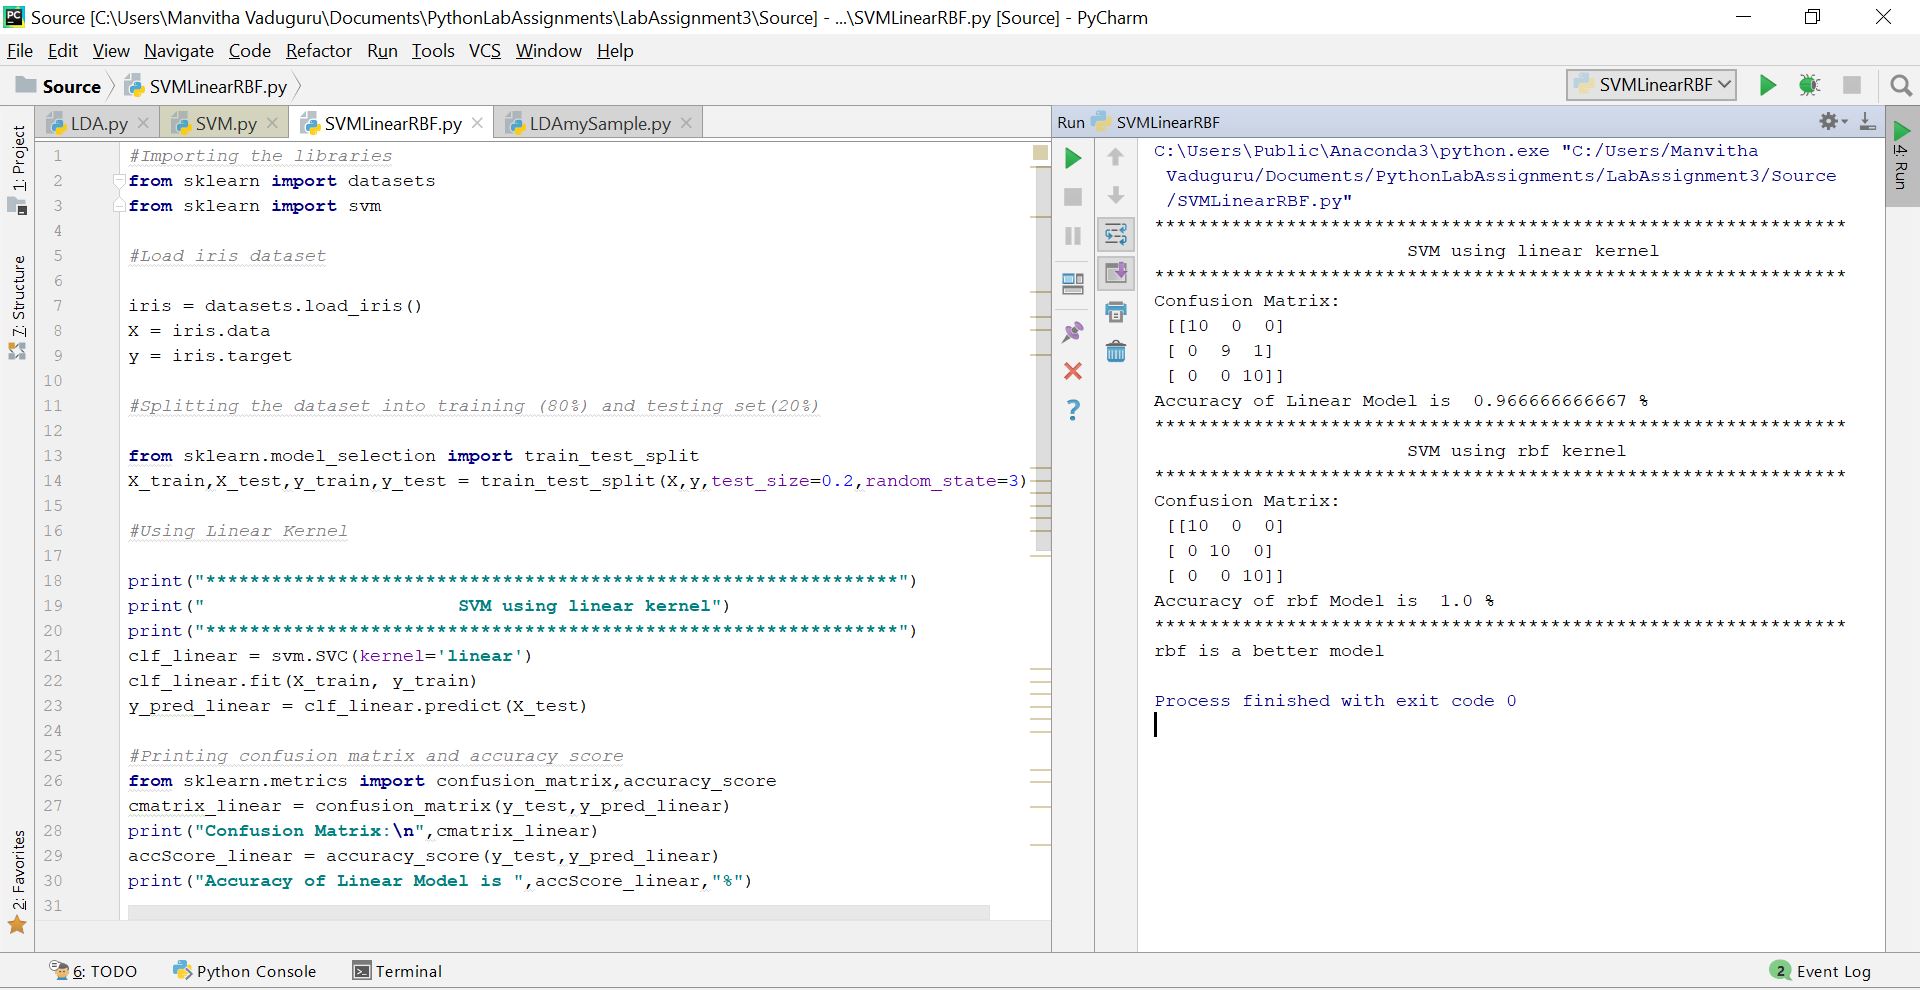 Source [C:\Users\Manvitha Vaduguru\Documents\PythonLabAssignments\LabAssignment3\Source] - ...\SVMLinearRBF.py [Source] - PyCharm
File Edit View Navigate Code Refactor Run Tools VCS Window Help
Source SVMLinearRBF.py
SVMLinearRBF
LDA.py SVM.py SVMLinearRBF.py LDAmySample.py
1: Project
7: Structure
2: Favorites
1 #Importing the libraries
2 from sklearn import datasets
3 from sklearn import svm
4
5 #Load iris dataset
6
7 iris = datasets.load_iris()
8 X = iris.data
9 y = iris.target
10
11 #Splitting the dataset into training (80%) and testing set(20%)
12
13 from sklearn.model_selection import train_test_split
14 X_train,X_test,y_train,y_test = train_test_split(X,y,test_size=0.2,random_state=3)
15
16 #Using Linear Kernel
17
18 print("***************************************************************")
19 print("                       SVM using linear kernel")
20 print("***************************************************************")
21 clf_linear = svm.SVC(kernel='linear')
22 clf_linear.fit(X_train, y_train)
23 y_pred_linear = clf_linear.predict(X_test)
24
25 #Printing confusion matrix and accuracy score
26 from sklearn.metrics import confusion_matrix,accuracy_score
27 cmatrix_linear = confusion_matrix(y_test,y_pred_linear)
28 print("Confusion Matrix:\n",cmatrix_linear)
29 accScore_linear = accuracy_score(y_test,y_pred_linear)
30 print("Accuracy of Linear Model is ",accScore_linear,"%")
31
Run SVMLinearRBF
4: Run
C:\Users\Public\Anaconda3\python.exe "C:/Users/Manvitha
Vaduguru/Documents/PythonLabAssignments/LabAssignment3/Source
/SVMLinearRBF.py"
***************************************************************
SVM using linear kernel
***************************************************************
Confusion Matrix:
[[10  0  0]
[ 0  9  1]
[ 0  0 10]]
Accuracy of Linear Model is  0.966666666667 %
***************************************************************
SVM using rbf kernel
***************************************************************
Confusion Matrix:
[[10  0  0]
[ 0 10  0]
[ 0  0 10]]
Accuracy of rbf Model is  1.0 %
***************************************************************
rbf is a better model
Process finished with exit code 0
6: TODO Python Console Terminal 2 Event Log